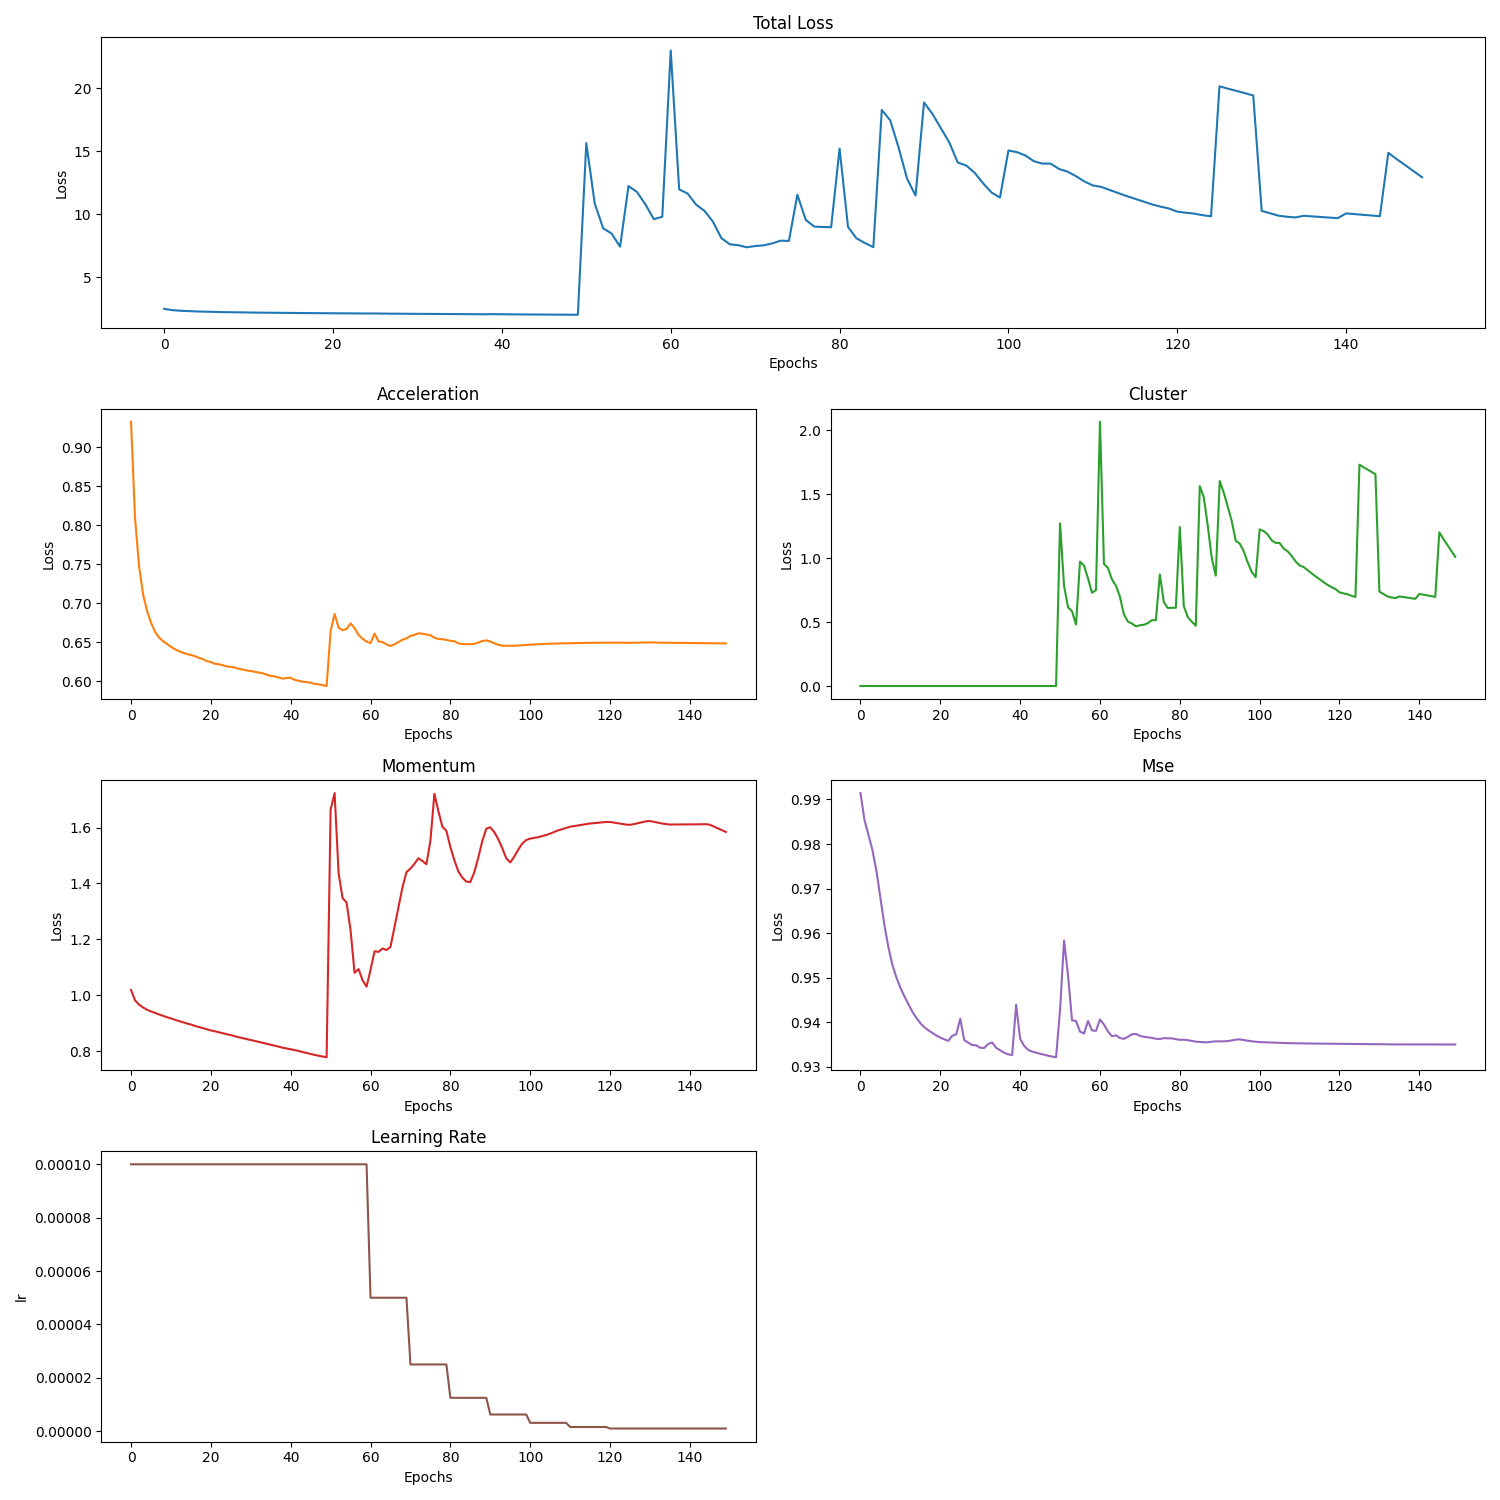 Total Loss
Loss
20
15
10
5
0 20 40 60 80 100 120 140
Epochs
Acceleration
Loss
0.90
0.85
0.80
0.75
0.70
0.65
0.60
0 20 40 60 80 100 120 140
Epochs
Cluster
Loss
2.0
1.5
1.0
0.5
0.0
0 20 40 60 80 100 120 140
Epochs
Momentum
Loss
1.6
1.4
1.2
1.0
0.8
0 20 40 60 80 100 120 140
Epochs
Mse
Loss
0.99
0.98
0.97
0.96
0.95
0.94
0.93
0 20 40 60 80 100 120 140
Epochs
Learning Rate
lr
0.00010
0.00008
0.00006
0.00004
0.00002
0.00000
0 20 40 60 80 100 120 140
Epochs